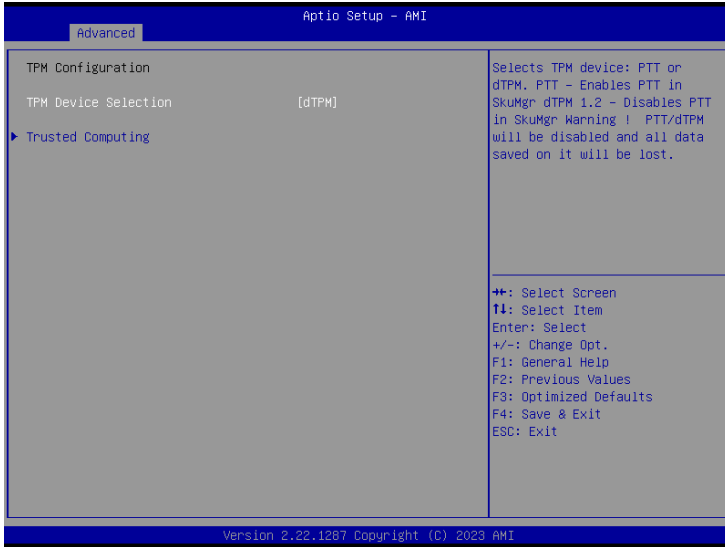 Aptio Setup - AMI
Advanced
TPM Configuration
TPM Device Selection [dTPM]
Trusted Computing
Selects TPM device: PTT or
dTPM. PTT - Enables PTT in
SkuMgr dTPM 1.2 - Disables PTT
in SkuMgr Warning ! PTT/dTPM
will be disabled and all data
saved on it will be lost.
→←: Select Screen
↑↓: Select Item
Enter: Select
+/-: Change Opt.
F1: General Help
F2: Previous Values
F3: Optimized Defaults
F4: Save & Exit
ESC: Exit
Version 2.22.1287 Copyright (C) 2023 AMI